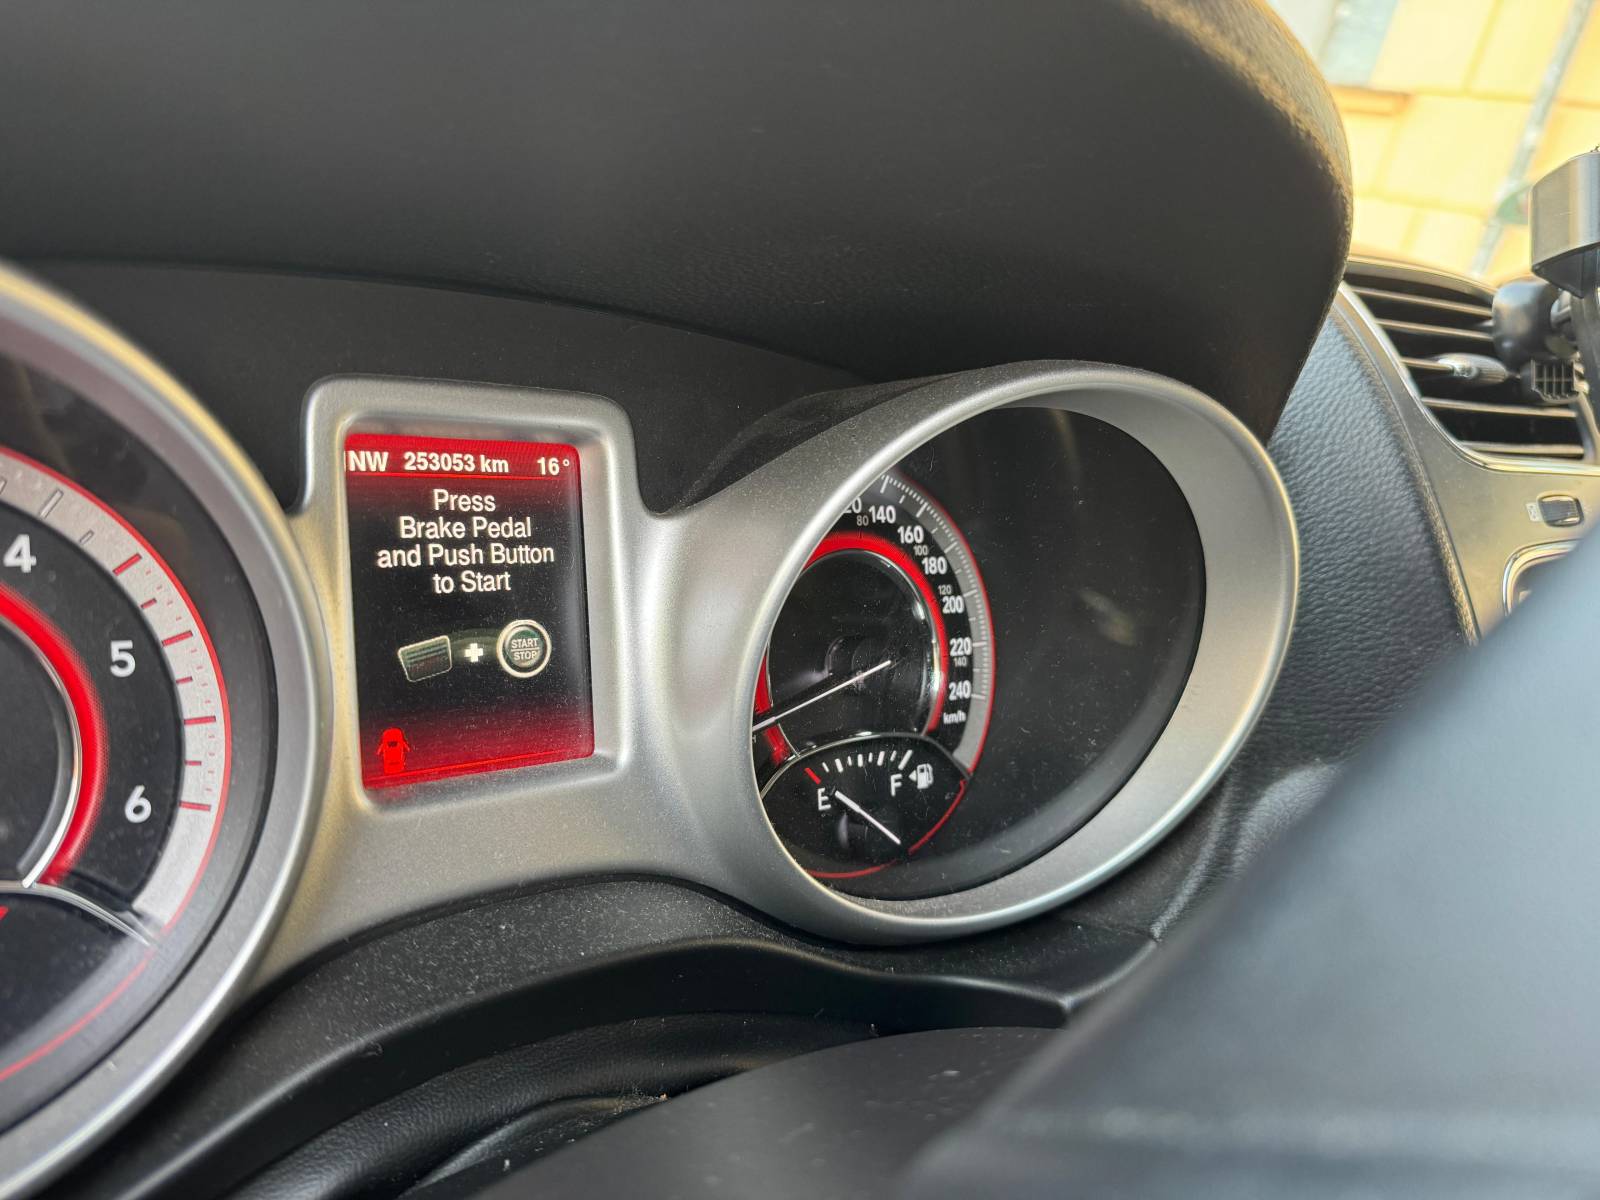 NW 253053 km 16°
Press
Brake Pedal
and Push Button
to Start
START
STOP
4
5
6
80
140
160
100
180
120
200
220
140
240
km/h
E
F